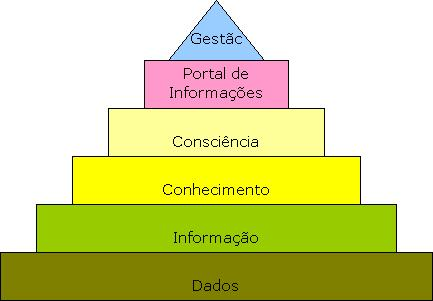 Gestãc
Portal de
Informações
Consciência
Conhecimento
Informação
Dados